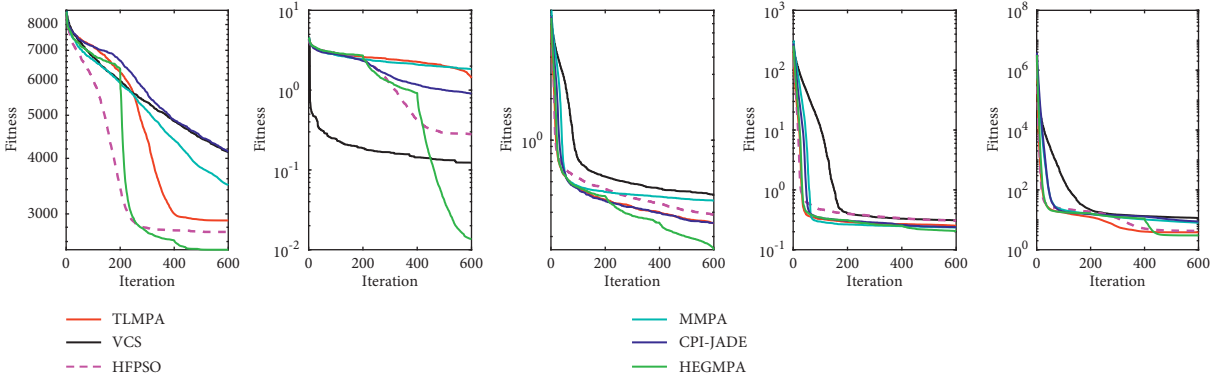 8000
7000
6000
5000
4000
3000
Fitness
0 200 400 600
Iteration
10^1
10^0
10^-1
10^-2
Fitness
0 200 400 600
Iteration
10^0
Fitness
0 200 400 600
Iteration
10^3
10^2
10^1
10^0
10^-1
Fitness
0 200 400 600
Iteration
10^8
10^6
10^4
10^2
10^0
Fitness
0 200 400 600
Iteration
TLMPA
VCS
HFPSO
MMPA
CPI-JADE
HEGMPA